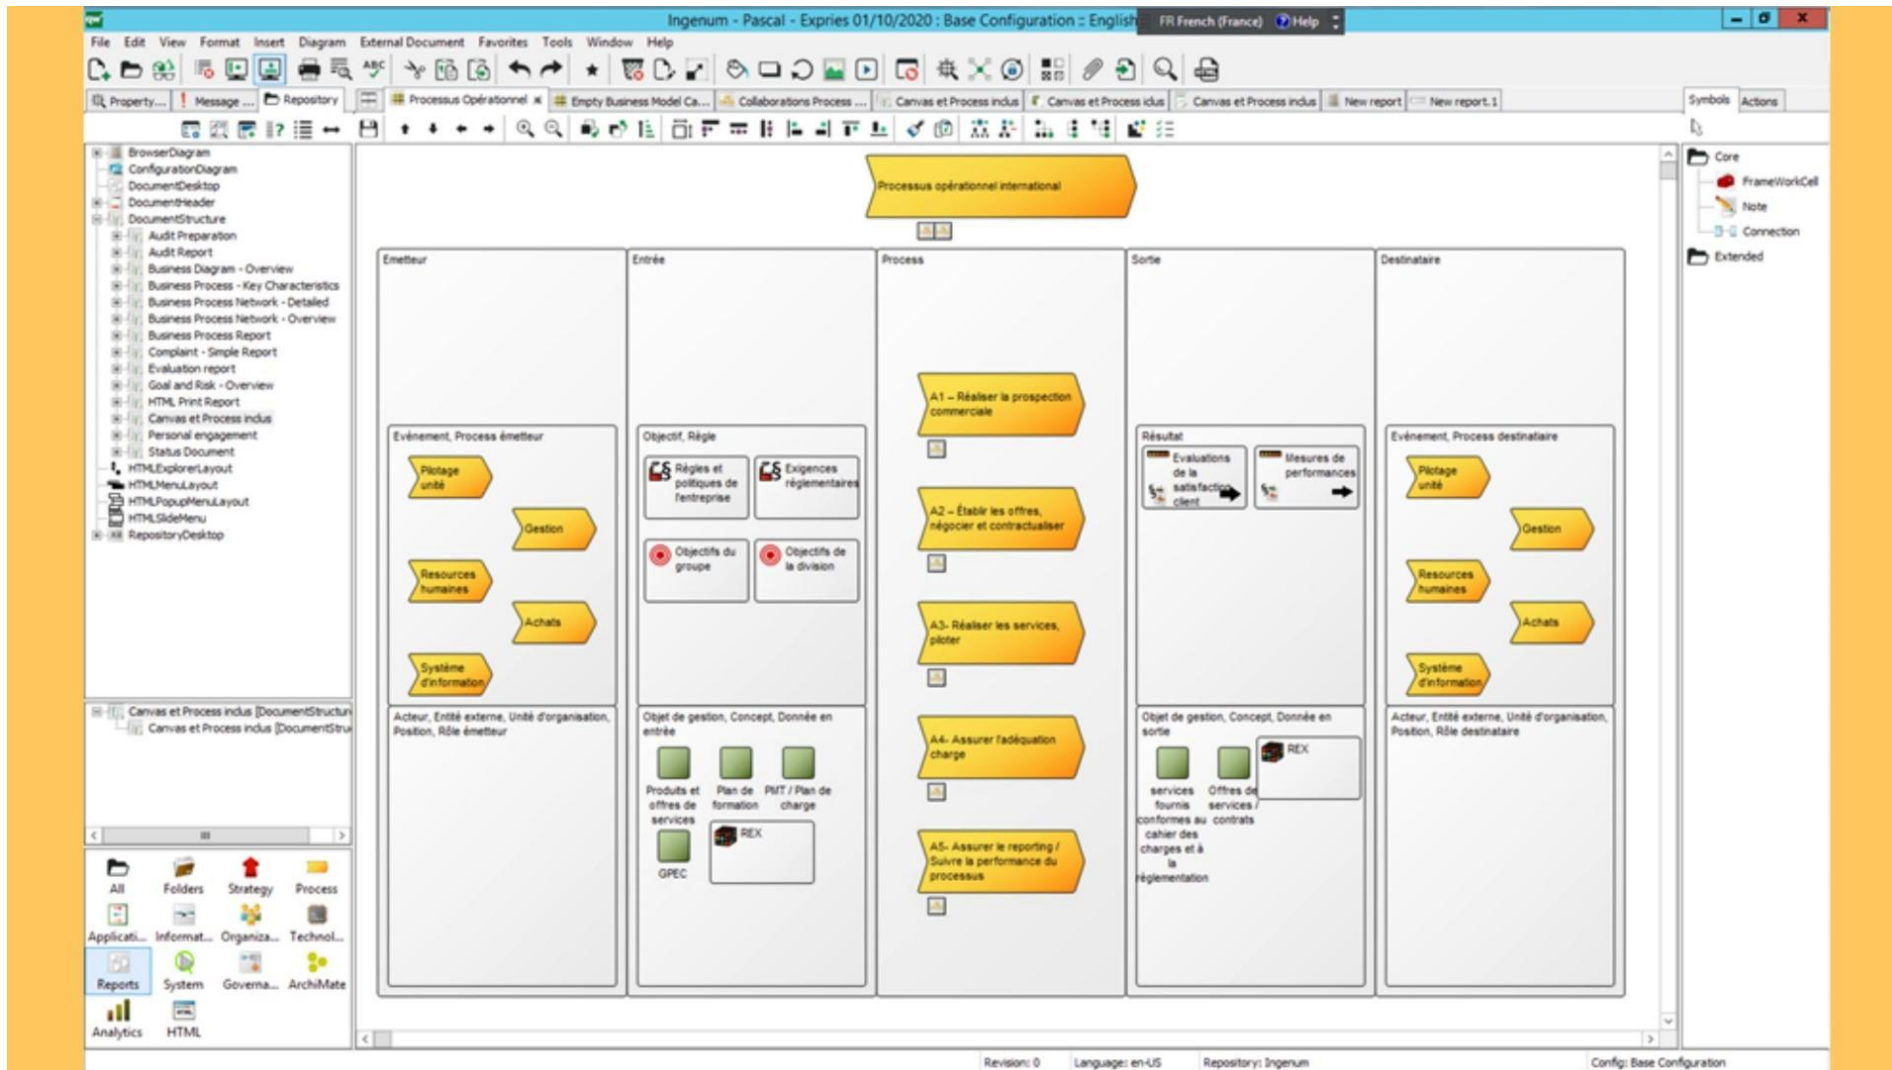 Ingenum - Pascal - Expries 01/10/2020 : Base Configuration :: English
FR French (France) Help
File Edit View Format Insert Diagram External Document Favorites Tools Window Help
Property... Message ... Repository
Processus Opérationnel Empty Business Model Ca... Collaborations Process ... Canvas et Process inclus Canvas et Process iclus Canvas et Process inclus New report New report.1
Symbols Actions
BrowserDiagram
ConfigurationDiagram
DocumentDesktop
DocumentHeader
DocumentStructure
Audit Preparation
Audit Report
Business Diagram - Overview
Business Process - Key Characteristics
Business Process Network - Detailed
Business Process Network - Overview
Business Process Report
Complaint - Simple Report
Evaluation report
Goal and Risk - Overview
HTML Print Report
Canvas et Process inclus
Personal engagement
Status Document
HTMLExplorerLayout
HTMLMenuLayout
HTMLPopupMenuLayout
HTMLSlideMenu
RepositoryDesktop
Canvas et Process inclus [DocumentStructure
Canvas et Process inclus [DocumentStru
All Folders Strategy Process
Applicati... Informat... Organiza... Technol...
Reports System Governa... ArchiMate
Analytics HTML
Processus opérationnel international
Emetteur
Evénement, Process émetteur
Pilotage
unité
Gestion
Resources
humaines
Achats
Système
d'information
Acteur, Entité externe, Unité d'organisation,
Position, Rôle émetteur
Entrée
Objectif, Règle
Règles et
politiques de
l'entreprise
Exigences
réglementaires
Objectifs du
groupe
Objectifs de
la division
Objet de gestion, Concept, Donnée en
entrée
Produits et
offres de
services
Plan de
formation
PMT / Plan de
charge
GPEC
REX
Process
A1 – Réaliser la prospection
commerciale
A2 – Établir les offres,
négocier et contractualiser
A3- Réaliser les services,
piloter
A4- Assurer l'adéquation
charge
A5- Assurer le reporting /
Suivre la performance du
processus
Sortie
Résultat
Evaluations
de la
satisfaction
client
Mesures de
performances
Objet de gestion, Concept, Donnée en
sortie
services
fournis
conformes au
cahier des
charges et à
la
réglementation
Offres de
services /
contrats
REX
Destinataire
Evénement, Process destinataire
Pilotage
unité
Gestion
Resources
humaines
Achats
Système
d'information
Acteur, Entité externe, Unité d'organisation,
Position, Rôle destinataire
Core
FrameWorkCell
Note
Connection
Extended
Revision: 0 Language: en-US Repository: Ingenum Config: Base Configuration